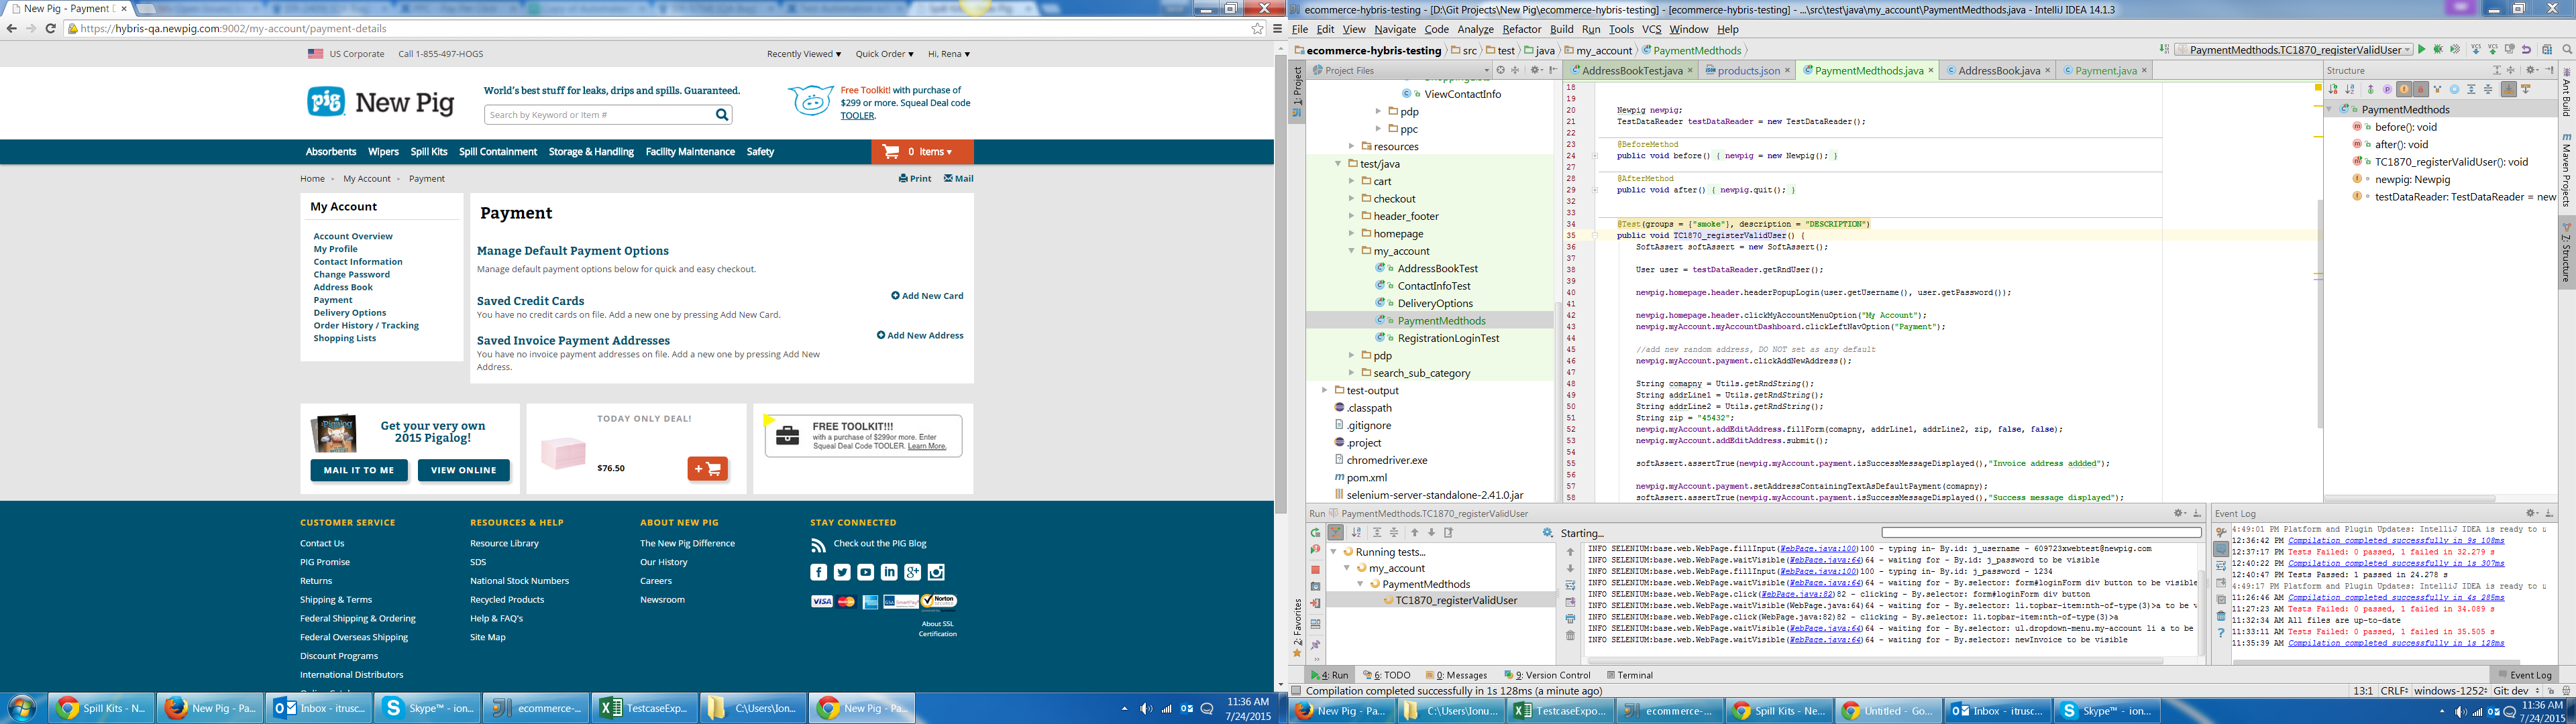 New Pig - Payment D
https://hybris-qa.newpig.com:9002/my-account/payment-details
US Corporate Call 1-855-497-HOGS
Recently Viewed
Quick Order
Hi, Rena
pig New Pig
World's best stuff for leaks, drips and spills. Guaranteed.
Search by Keyword or Item #
Free Toolkit! with purchase of
$299 or more. Squeal Deal code
TOOLER.
Absorbents Wipers Spill Kits Spill Containment Storage & Handling Facility Maintenance Safety
0 items
Home My Account Payment
Print Mail
My Account
Account Overview
My Profile
Contact Information
Change Password
Address Book
Payment
Delivery Options
Order History / Tracking
Shopping Lists
Payment
Manage Default Payment Options
Manage default payment options below for quick and easy checkout.
Saved Credit Cards
Add New Card
You have no credit cards on file. Add a new one by pressing Add New Card.
Saved Invoice Payment Addresses
Add New Address
You have no invoice payment addresses on file. Add a new one by pressing Add New
Address.
Pigalog
Get your very own
2015 Pigalog!
MAIL IT TO ME
VIEW ONLINE
TODAY ONLY DEAL!
$76.50
+
FREE TOOLKIT!!!
with a purchase of $299or more. Enter
Squeal Deal Code TOOLER. Learn More.
CUSTOMER SERVICE
Contact Us
PIG Promise
Returns
Shipping & Terms
Federal Shipping & Ordering
Federal Overseas Shipping
Discount Programs
International Distributors
RESOURCES & HELP
Resource Library
SDS
National Stock Numbers
Recycled Products
Help & FAQ's
Site Map
ABOUT NEW PIG
The New Pig Difference
Our History
Careers
Newsroom
STAY CONNECTED
Check out the PIG Blog
VISA
Norton
About SSL
Certification
Spill Kits - N...
New Pig - Pa...
Inbox - itrusc...
Skype™ - ion...
ecommerce-...
TestcaseExp...
C:\Users\Ion...
New Pig - Pa...
11:36 AM
7/24/2015
ecommerce-hybris-testing - [D:\Git Projects\New Pig\ecommerce-hybris-testing] - [ecommerce-hybris-testing] - ...\src\test\java\my_account\PaymentMedthods.java - IntelliJ IDEA 14.1.3
File Edit View Navigate Code Analyze Refactor Build Run Tools VCS Window Help
ecommerce-hybris-testing src test java my_account PaymentMedthods
PaymentMedthods.TC1870_registerValidUser
1: Project
Project Files
ViewContactInfo
pdp
ppc
resources
test/java
cart
checkout
header_footer
homepage
my_account
AddressBookTest
ContactInfoTest
DeliveryOptions
PaymentMedthods
RegistrationLoginTest
pdp
search_sub_category
test-output
.classpath
.gitignore
.project
chromedriver.exe
pom.xml
selenium-server-standalone-2.41.0.jar
AddressBookTest.java products.json PaymentMedthods.java AddressBook.java Payment.java
18
19
20 Newpig newpig;
21 TestDataReader testDataReader = new TestDataReader();
22
23 @BeforeMethod
24 public void before() { newpig = new Newpig(); }
27
28 @AfterMethod
29 public void after() { newpig.quit(); }
32
33
34 @Test(groups = {"smoke"}, description = "DESCRIPTION")
35 public void TC1870_registerValidUser() {
36 SoftAssert softAssert = new SoftAssert();
37
38 User user = testDataReader.getRndUser();
39
40 newpig.homepage.header.headerPopupLogin(user.getUsername(), user.getPassword());
41
42 newpig.homepage.header.clickMyAccountMenuOption("My Account");
43 newpig.myAccount.myAccountDashboard.clickLeftNavOption("Payment");
44
45 //add new random address, DO NOT set as any default
46 newpig.myAccount.payment.clickAddNewAddress();
47
48 String comapny = Utils.getRndString();
49 String addrLine1 = Utils.getRndString();
50 String addrLine2 = Utils.getRndString();
51 String zip = "45432";
52 newpig.myAccount.addEditAddress.fillForm(comapny, addrLine1, addrLine2, zip, false, false);
53 newpig.myAccount.addEditAddress.submit();
54
55 softAssert.assertTrue(newpig.myAccount.payment.isSuccessMessageDisplayed(),"Invoice address addded");
56
57 newpig.myAccount.payment.setAddressContainingTextAsDefaultPayment(comapny);
58 softAssert.assertTrue(newpig.myAccount.payment.isSuccessMessageDisplayed(),"Success message displayed");
Structure
PaymentMedthods
before(): void
after(): void
TC1870_registerValidUser(): void
newpig: Newpig
testDataReader: TestDataReader = new
Ant Build
Maven Projects
Z: Structure
2: Favorites
Run PaymentMedthods.TC1870_registerValidUser
Starting...
Running tests...
my_account
PaymentMedthods
TC1870_registerValidUser
INFO SELENIUM:base.web.WebPage.fillInput(WebPage.java:100)100 - typing in- By.id: j_username - 609723xwebtest@newpig.com
INFO SELENIUM:base.web.WebPage.waitVisible(WebPage.java:64)64 - waiting for - By.id: j_password to be visible
INFO SELENIUM:base.web.WebPage.fillInput(WebPage.java:100)100 - typing in- By.id: j_password - 1234
INFO SELENIUM:base.web.WebPage.waitVisible(WebPage.java:64)64 - waiting for - By.selector: form#loginForm div button to be visible
INFO SELENIUM:base.web.WebPage.click(WebPage.java:82)82 - clicking - By.selector: form#loginForm div button
INFO SELENIUM:base.web.WebPage.waitVisible(WebPage.java:64)64 - waiting for - By.selector: li.topbar-item:nth-of-type(3)>a to be v
INFO SELENIUM:base.web.WebPage.click(WebPage.java:82)82 - clicking - By.selector: li.topbar-item:nth-of-type(3)>a
INFO SELENIUM:base.web.WebPage.waitVisible(WebPage.java:64)64 - waiting for - By.selector: ul.dropdown-menu.my-account li a to be
INFO SELENIUM:base.web.WebPage.waitVisible(WebPage.java:64)64 - waiting for - By.selector: newInvoice to be visible
Event Log
4:49:01 PM Platform and Plugin Updates: IntelliJ IDEA is ready to u
12:36:42 PM Compilation completed successfully in 9s 108ms
12:37:17 PM Tests Failed: 0 passed, 1 failed in 32.279 s
12:40:22 PM Compilation completed successfully in 1s 307ms
12:40:47 PM Tests Passed: 1 passed in 24.278 s
4:49:17 PM Platform and Plugin Updates: IntelliJ IDEA is ready to u
11:26:46 AM Compilation completed successfully in 4s 285ms
11:27:23 AM Tests Failed: 0 passed, 1 failed in 34.089 s
11:32:34 AM All files are up-to-date
11:33:11 AM Tests Failed: 0 passed, 1 failed in 35.505 s
11:35:39 AM Compilation completed successfully in 1s 128ms
4: Run 6: TODO 0: Messages 9: Version Control Terminal
Event Log
Compilation completed successfully in 1s 128ms (a minute ago)
13:1 CRLF windows-1252 Git: dev
New Pig - Pa...
C:\Users\Ionu...
TestcaseExpo...
ecommerce-...
Spill Kits - Ne...
Untitled - Go...
Inbox - itrusc...
Skype™ - ion...
11:36 AM
7/24/2015